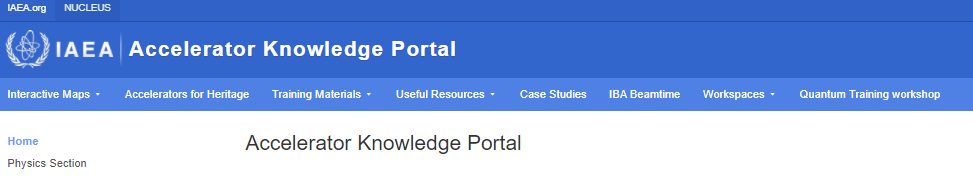 IAEA.org NUCLEUS
IAEA Accelerator Knowledge Portal
Interactive Maps Accelerators for Heritage Training Materials Useful Resources Case Studies IBA Beamtime Workspaces Quantum Training workshop
Home
Accelerator Knowledge Portal
Physics Section